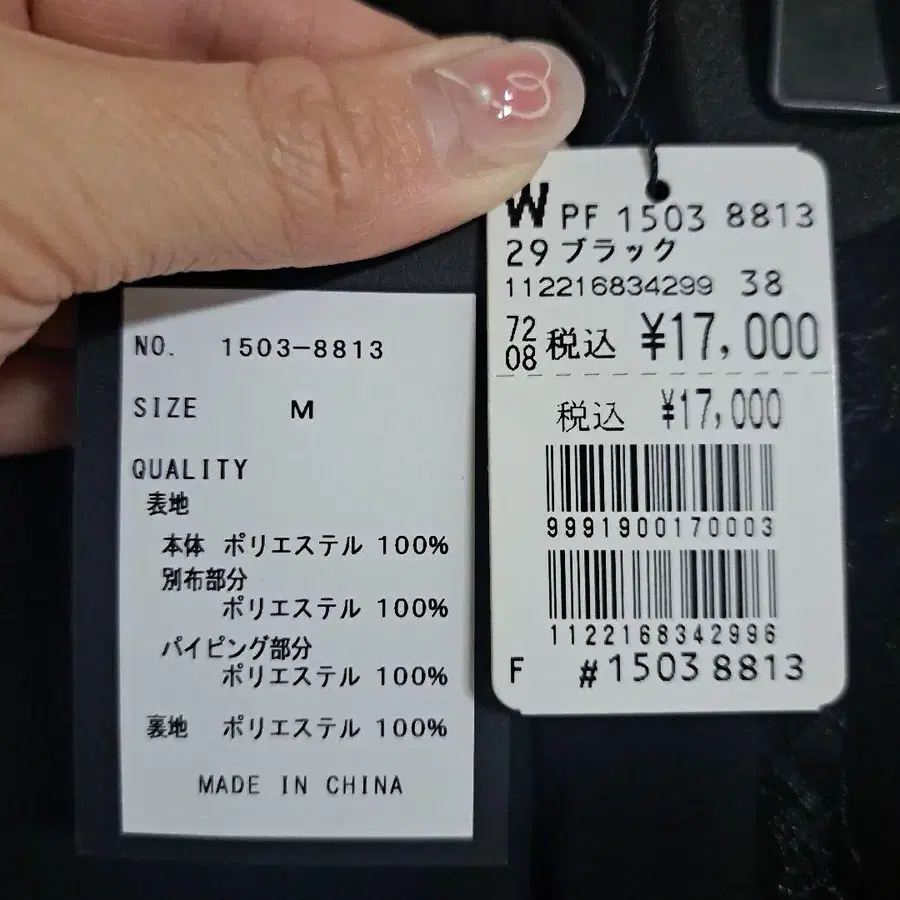 NO. 1503-8813
SIZE M
QUALITY
表地
本体 ポリエステル 100%
別布部分
ポリエステル 100%
パイピング部分
ポリエステル 100%
裏地 ポリエステル 100%
MADE IN CHINA
W PF 1503 8813
29 ブラック
112216834299 38
72
08 税込 ¥17,000
税込 ¥17,000
9991900170003
1122168342996
F #1503 8813